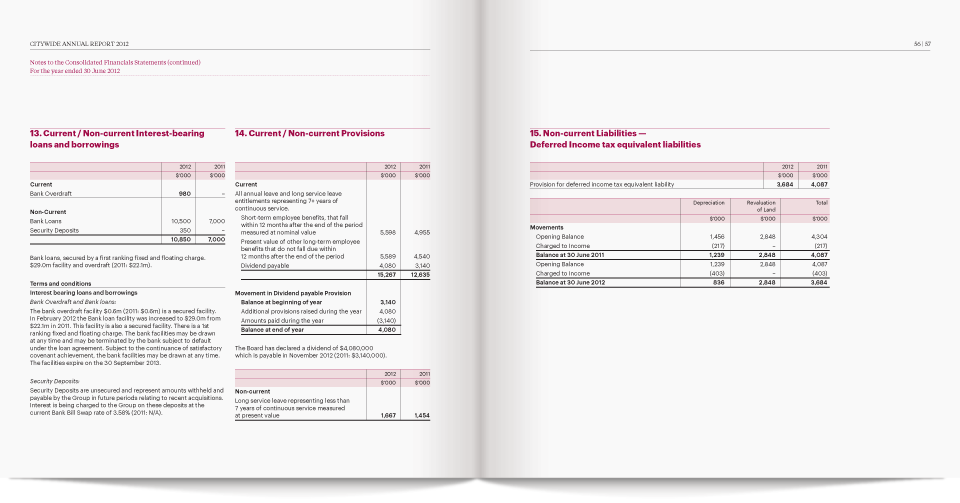 CITYWIDE ANNUAL REPORT 2012
Notes to the Consolidated Financials Statements (continued)
For the year ended 30 June 2012
13. Current / Non-current Interest-bearing
loans and borrowings
2012 2011
$'000 $'000
Current
Bank Overdraft 980 –
Non-Current
Bank Loans 10,500 7,000
Security Deposits 350 –
10,850 7,000
Bank loans, secured by a first ranking fixed and floating charge.
$29.0m facility and overdraft (2011: $22.1m).
Terms and conditions
Interest bearing loans and borrowings
Bank Overdraft and Bank loans:
The bank overdraft facility $0.6m (2011: $0.6m) is a secured facility.
In February 2012 the Bank loan facility was increased to $29.0m from
$22.1m in 2011. This facility is also a secured facility. There is a 1st
ranking fixed and floating charge. The bank facilities may be drawn
at any time and may be terminated by the bank subject to default
under the loan agreement. Subject to the continuance of satisfactory
covenant achievement, the bank facilities may be drawn at any time.
The facilities expire on the 30 September 2013.
Security Deposits:
Security Deposits are unsecured and represent amounts withheld and
payable by the Group in future periods relating to recent acquisitions.
Interest is being charged to the Group on these deposits at the
current Bank Bill Swap rate of 3.58% (2011: N/A).
14. Current / Non-current Provisions
2012 2011
$'000 $'000
Current
All annual leave and long service leave
entitlements representing 7+ years of
continuous service.
Short-term employee benefits, that fall
within 12 months after the end of the period
measured at nominal value 5,598 4,955
Present value of other long-term employee
benefits that do not fall due within
12 months after the end of the period 5,589 4,540
Dividend payable 4,080 3,140
15,267 12,635
Movement in Dividend payable Provision
Balance at beginning of year 3,140
Additional provisions raised during the year 4,080
Amounts paid during the year (3,140)
Balance at end of year 4,080
The Board has declared a dividend of $4,080,000
which is payable in November 2012 (2011: $3,140,000).
2012 2011
$'000 $'000
Non-current
Long service leave representing less than
7 years of continuous service measured
at present value 1,667 1,454
56 | 57
15. Non-current Liabilities —
Deferred Income tax equivalent liabilities
2012 2011
$'000 $'000
Provision for deferred income tax equivalent liability 3,684 4,087
Depreciation Revaluation Total
of Land
$'000 $'000 $'000
Movements
Opening Balance 1,456 2,848 4,304
Charged to Income (217) – (217)
Balance at 30 June 2011 1,239 2,848 4,087
Opening Balance 1,239 2,848 4,087
Charged to Income (403) – (403)
Balance at 30 June 2012 836 2,848 3,684